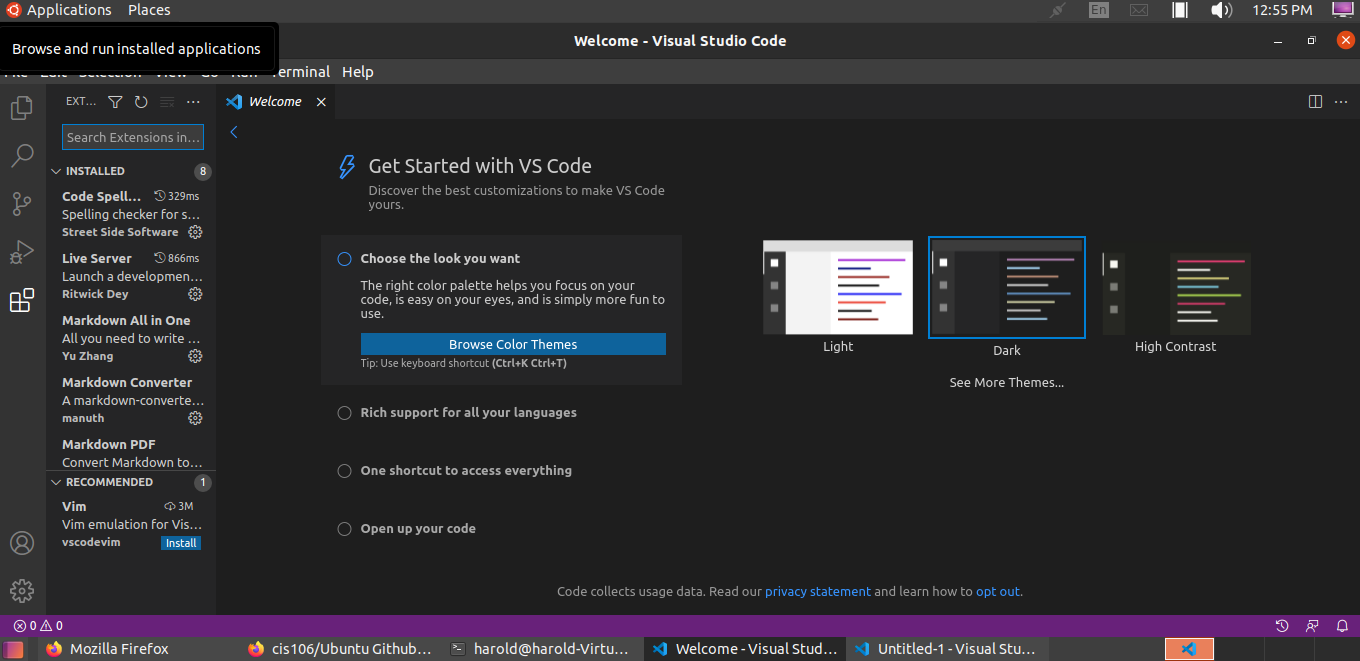 Applications Places
En
12:55 PM
Browse and run installed applications
Welcome - Visual Studio Code
Terminal Help
EXT...
Welcome
Search Extensions in...
INSTALLED 8
Code Spell... 329ms
Spelling checker for s...
Street Side Software
Live Server 866ms
Launch a developmen...
Ritwick Dey
Markdown All in One
All you need to write ...
Yu Zhang
Markdown Converter
A markdown-converte...
manuth
Markdown PDF
Convert Markdown to...
RECOMMENDED 1
Vim 3M
Vim emulation for Vis...
vscodevim Install
Get Started with VS Code
Discover the best customizations to make VS Code
yours.
Choose the look you want
The right color palette helps you focus on your
code, is easy on your eyes, and is simply more fun to
use.
Browse Color Themes
Tip: Use keyboard shortcut (Ctrl+K Ctrl+T)
Rich support for all your languages
One shortcut to access everything
Open up your code
Light
Dark
High Contrast
See More Themes...
Code collects usage data. Read our privacy statement and learn how to opt out.
0 0
Mozilla Firefox
cis106/Ubuntu Github...
harold@harold-Virtu...
Welcome - Visual Stud...
Untitled-1 - Visual Stu...